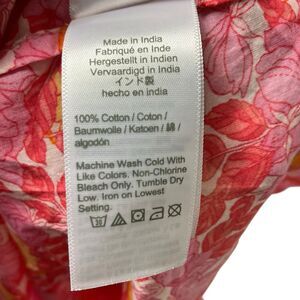 Made in India
Fabriqué en Inde
Hergestellt in Indien
Vervaardigd in India
インド製
hecho en india
100% Cotton / Coton /
Baumwolle / Katoen / 綿 /
algodón
Machine Wash Cold With
Like Colors. Non-Chlorine
Bleach Only. Tumble Dry
Low. Iron on Lowest
Setting.
30